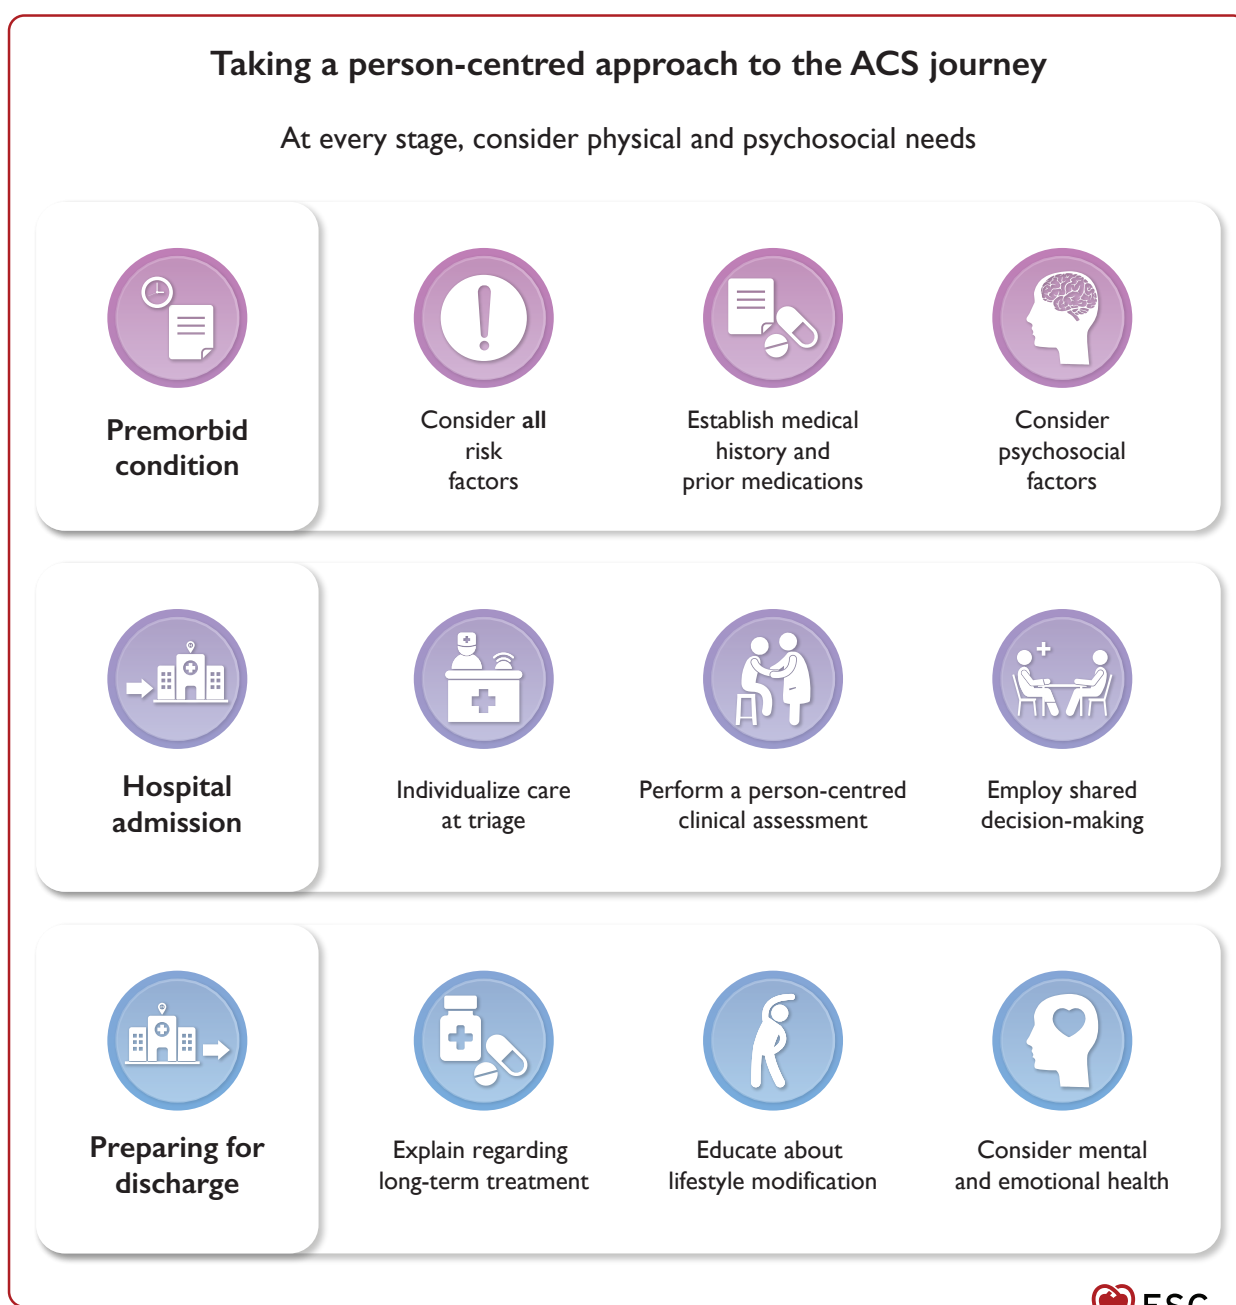 Taking a person-centred approach to the ACS journey
At every stage, consider physical and psychosocial needs
Premorbid
condition
Consider all
risk
factors
Establish medical
history and
prior medications
Consider
psychosocial
factors
Hospital
admission
Individualize care
at triage
Perform a person-centred
clinical assessment
Employ shared
decision-making
Preparing for
discharge
Explain regarding
long-term treatment
Educate about
lifestyle modification
Consider mental
and emotional health
ESC